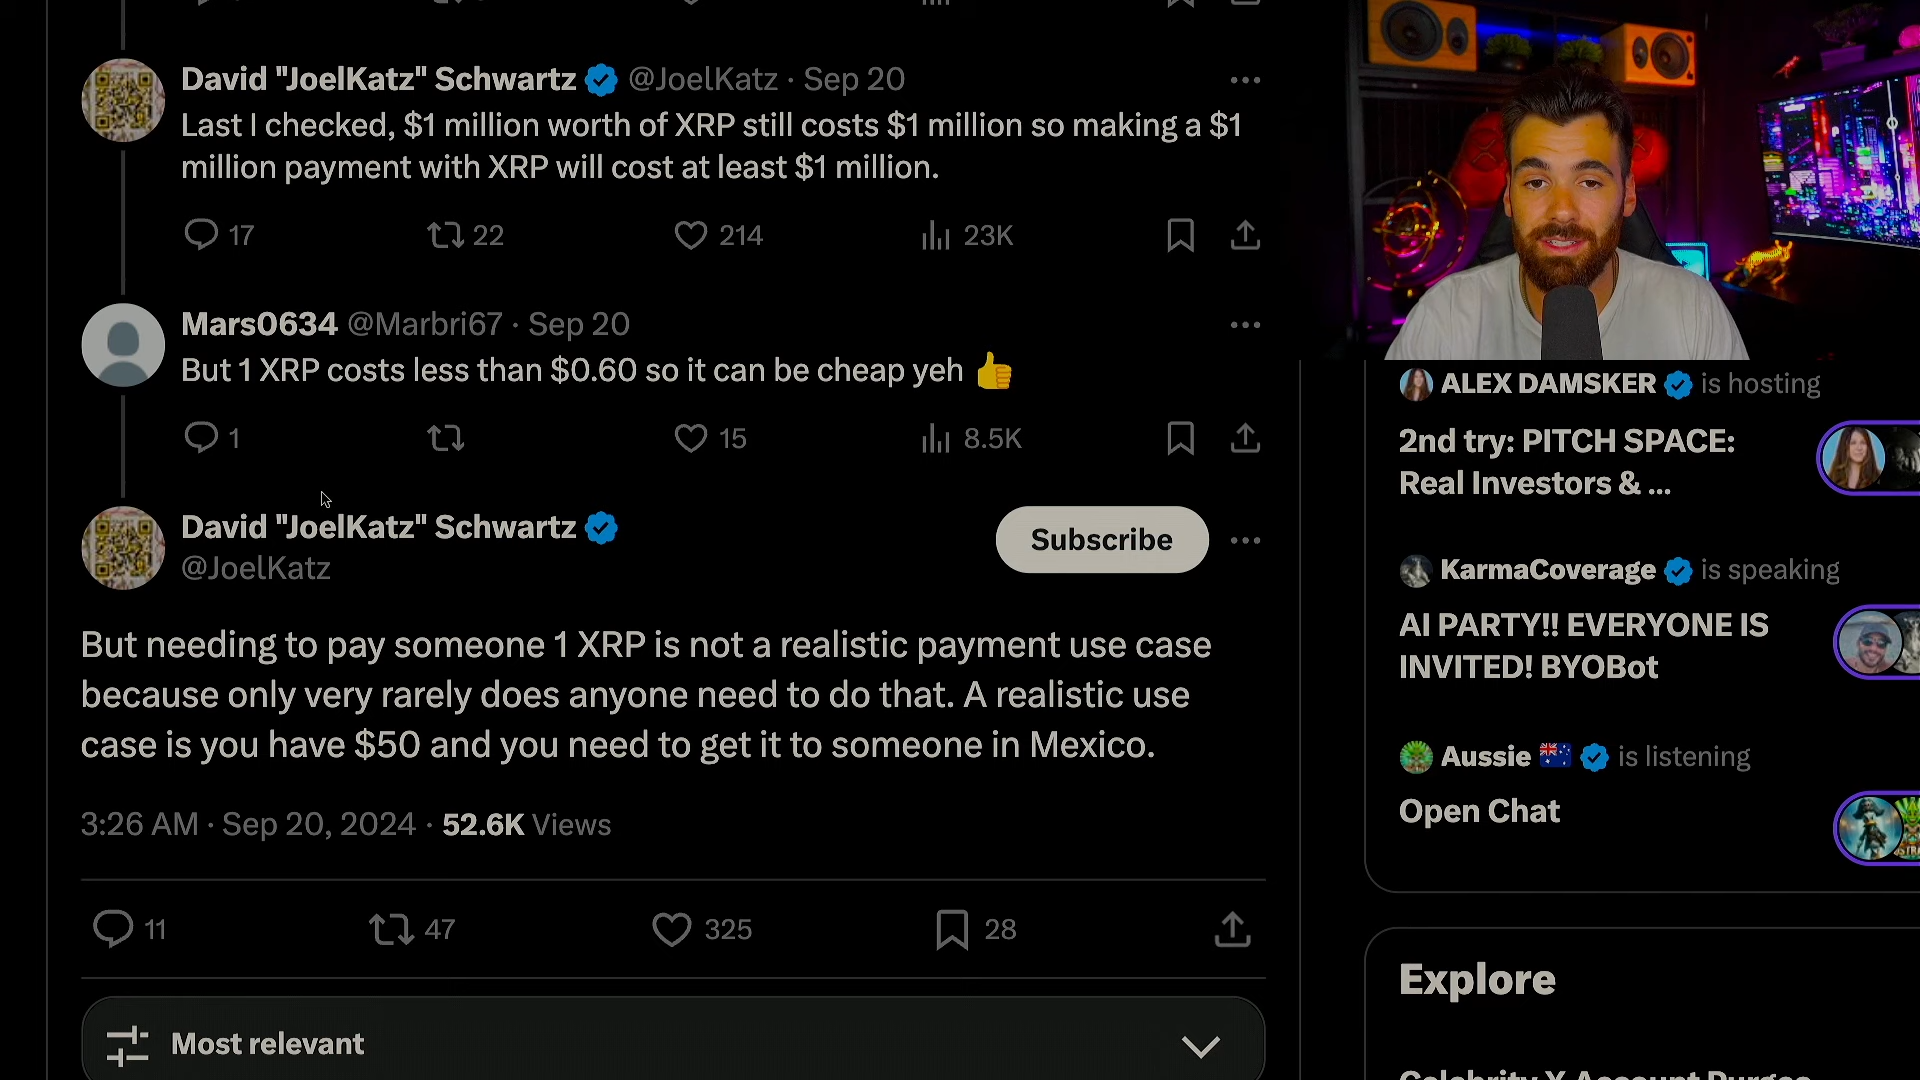 David "JoelKatz" Schwartz @JoelKatz · Sep 20
Last I checked, $1 million worth of XRP still costs $1 million so making a $1
million payment with XRP will cost at least $1 million.
17 22 214 23K
Mars0634 @Marbri67 · Sep 20
But 1 XRP costs less than $0.60 so it can be cheap yeh 👍
1 15 8.5K
David "JoelKatz" Schwartz
@JoelKatz
Subscribe
But needing to pay someone 1 XRP is not a realistic payment use case
because only very rarely does anyone need to do that. A realistic use
case is you have $50 and you need to get it to someone in Mexico.
3:26 AM · Sep 20, 2024 · 52.6K Views
11 47 325 28
Most relevant
ALEX DAMSKER is hosting
2nd try: PITCH SPACE:
Real Investors & ...
KarmaCoverage is speaking
AI PARTY!! EVERYONE IS
INVITED! BYOBot
Aussie 🇦🇺 is listening
Open Chat
Explore
Celebrity X Account Purges